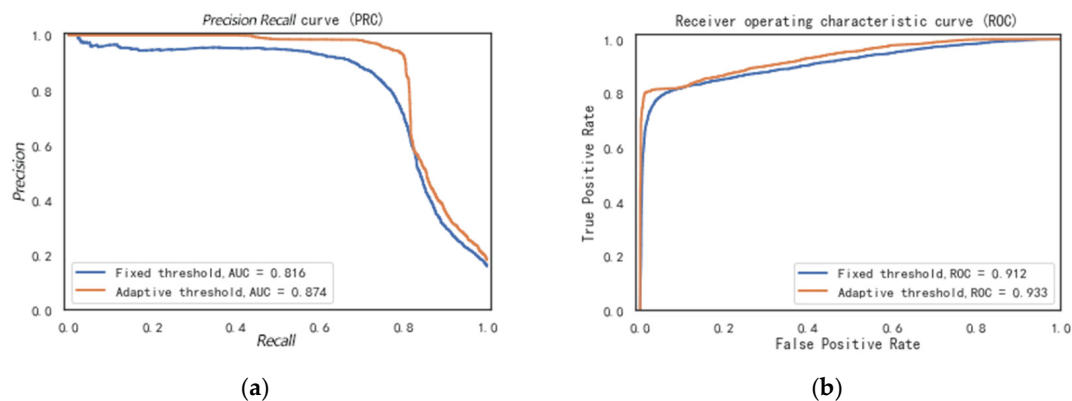 Precision Recall curve (PRC)
1.0
0.8
0.6
0.4
0.2
0.0
Precision
Fixed threshold, AUC = 0.816
Adaptive threshold, AUC = 0.874
0.0 0.2 0.4 0.6 0.8 1.0
Recall
(a)
Receiver operating characteristic curve (ROC)
1.0
0.8
0.6
0.4
0.2
0.0
True Positive Rate
Fixed threshold, ROC = 0.912
Adaptive threshold, ROC = 0.933
0.0 0.2 0.4 0.6 0.8 1.0
False Positive Rate
(b)